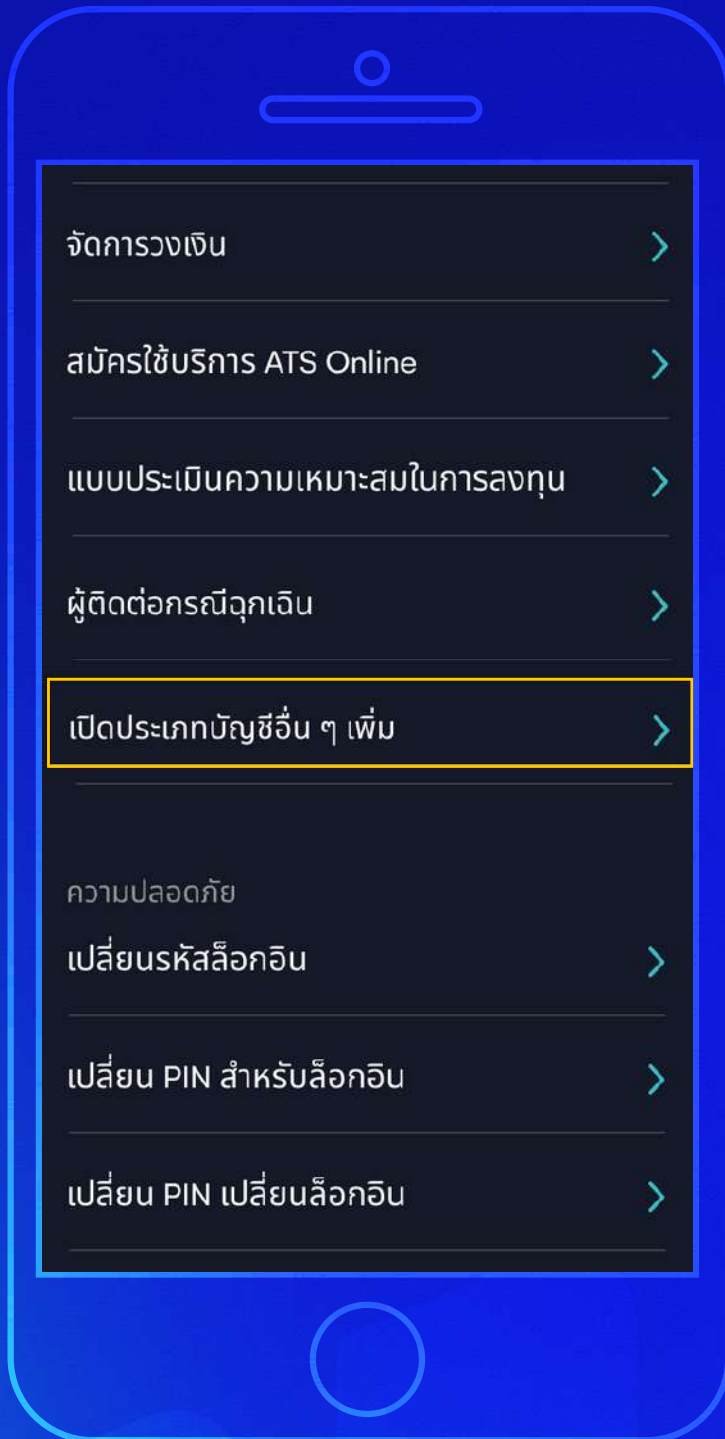 จัดการวงเงิน
สมัครใช้บริการ ATS Online
แบบประเมินความเหมาะสมในการลงทุน
ผู้ติดต่อกรณีฉุกเฉิน
เปิดประเภทบัญชีอื่น ๆ เพิ่ม
ความปลอดภัย
เปลี่ยนรหัสล็อกอิน
เปลี่ยน PIN สำหรับล็อกอิน
เปลี่ยน PIN เปลี่ยนล็อกอิน